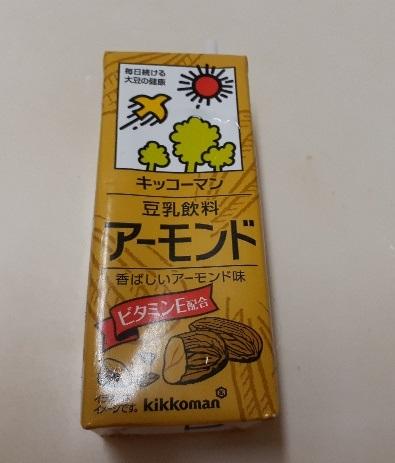 毎日続ける
大豆の健康
キッコーマン
豆乳飲料
アーモンド
香ばしいアーモンド味
ビタミンE配合
イメージです。
kikkoman